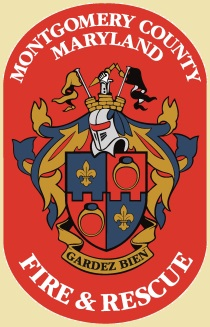 MONTGOMERY COUNTY
MARYLAND
GARDEZ BIEN
FIRE & RESCUE